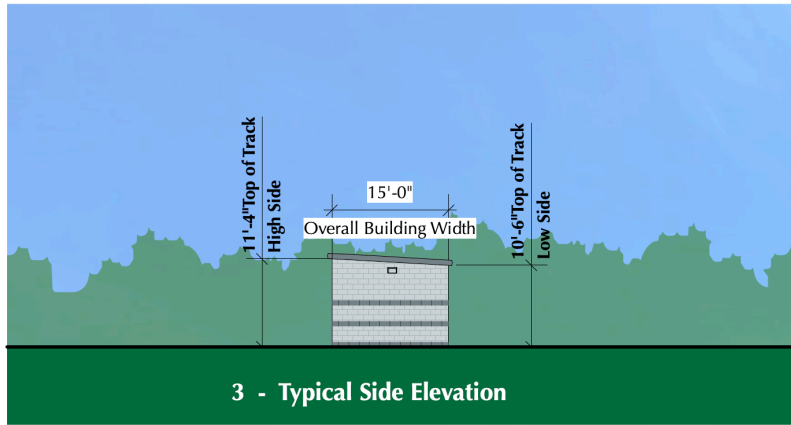 15'-0"
Overall Building Width
11'-4"Top of Track
High Side
10'-6"Top of Track
Low Side
3 - Typical Side Elevation